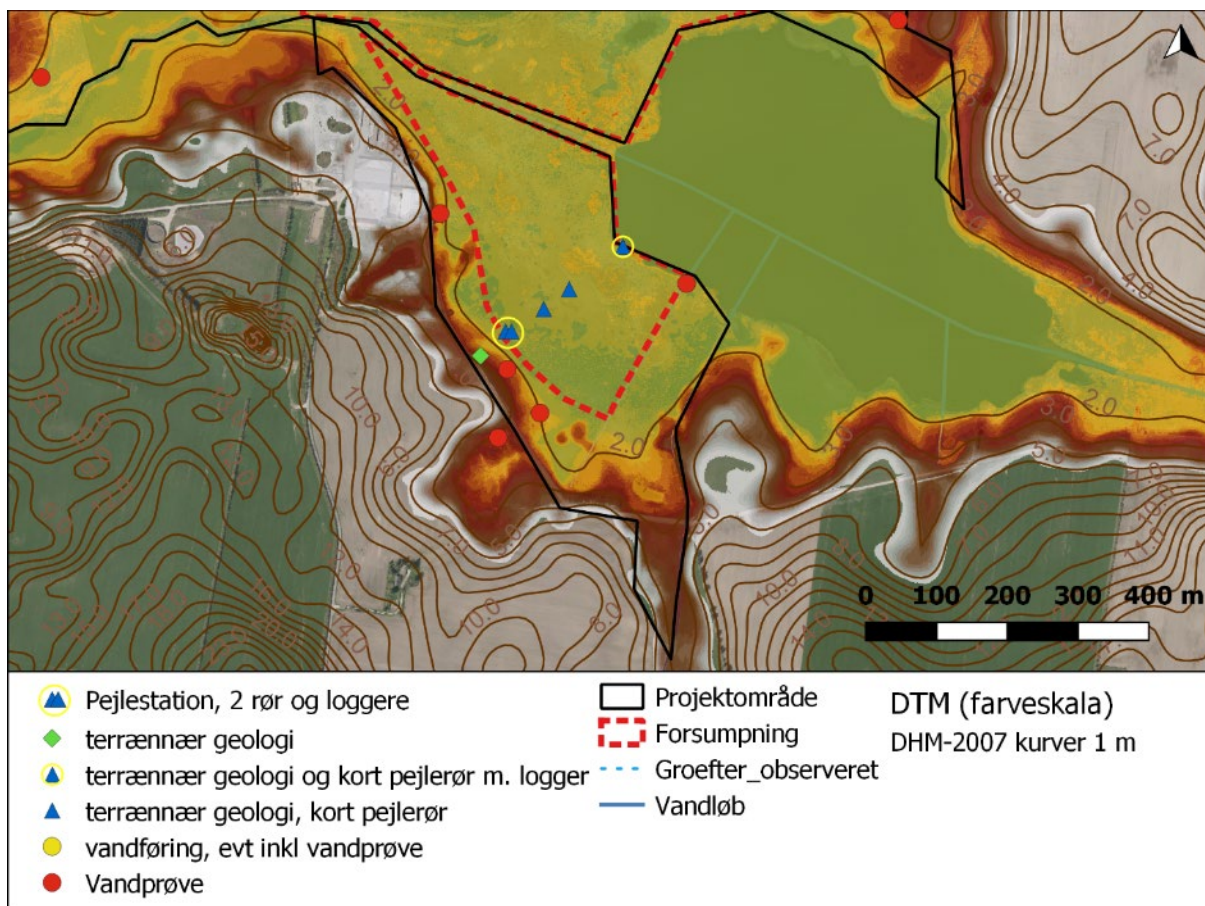 2.0
7.0
4.0
7.0
3.0
3.0
4.0
2.0
10.0
2.0
3.0
2.0
5.0
5.0
10.0
8.0
14.0
10.0
0 100 200 300 400 m
Pejlestation, 2 rør og loggere
terrænnær geologi
terrænnær geologi og kort pejlerør m. logger
terrænnær geologi, kort pejlerør
vandføring, evt inkl vandprøve
Vandprøve
Projektområde
Forsumpning
Groefter_observeret
Vandløb
DTM (farveskala)
DHM-2007 kurver 1 m